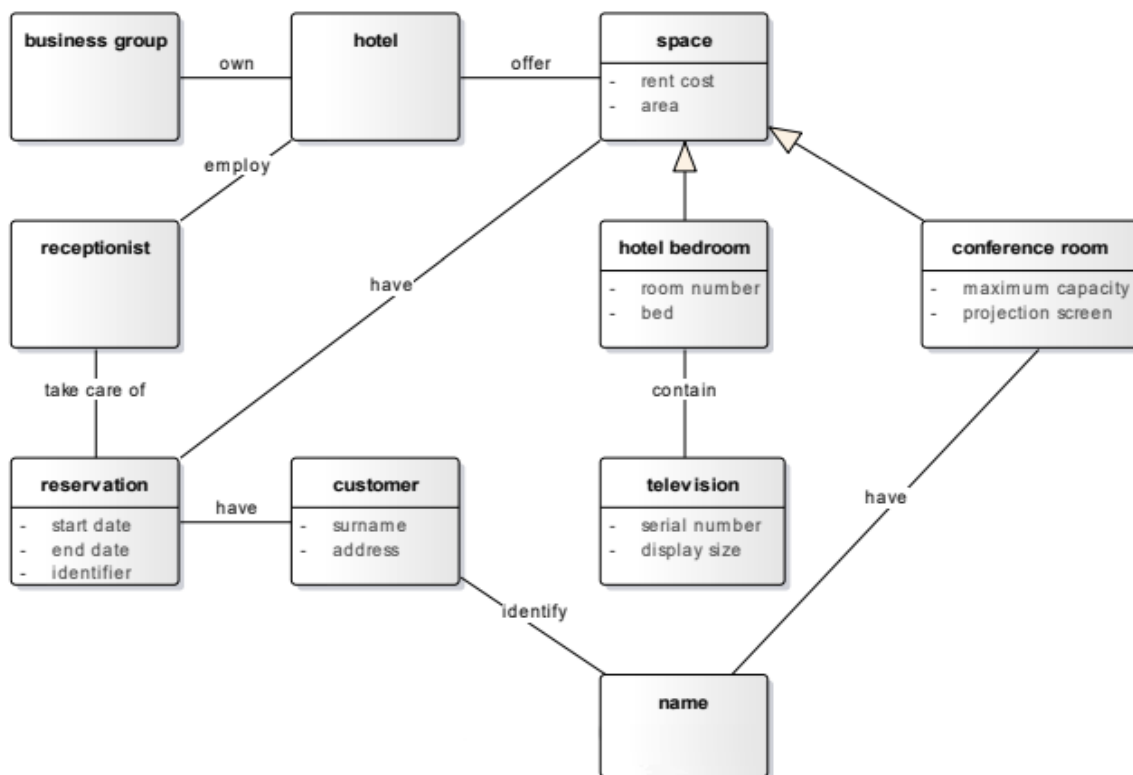 business group
own
hotel
offer
space
- rent cost
- area
employ
receptionist
have
hotel bedroom
- room number
- bed
conference room
- maximum capacity
- projection screen
take care of
contain
reservation
- start date
- end date
- identifier
have
customer
- surname
- address
television
- serial number
- display size
have
identify
name